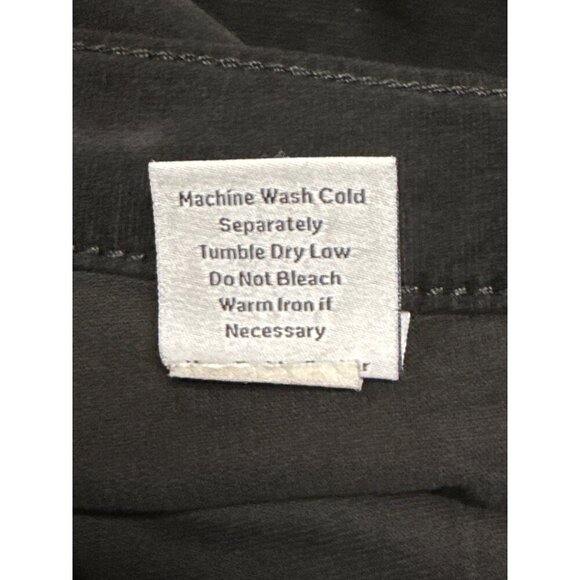 Machine Wash Cold
Separately
Tumble Dry Low
Do Not Bleach
Warm Iron if
Necessary